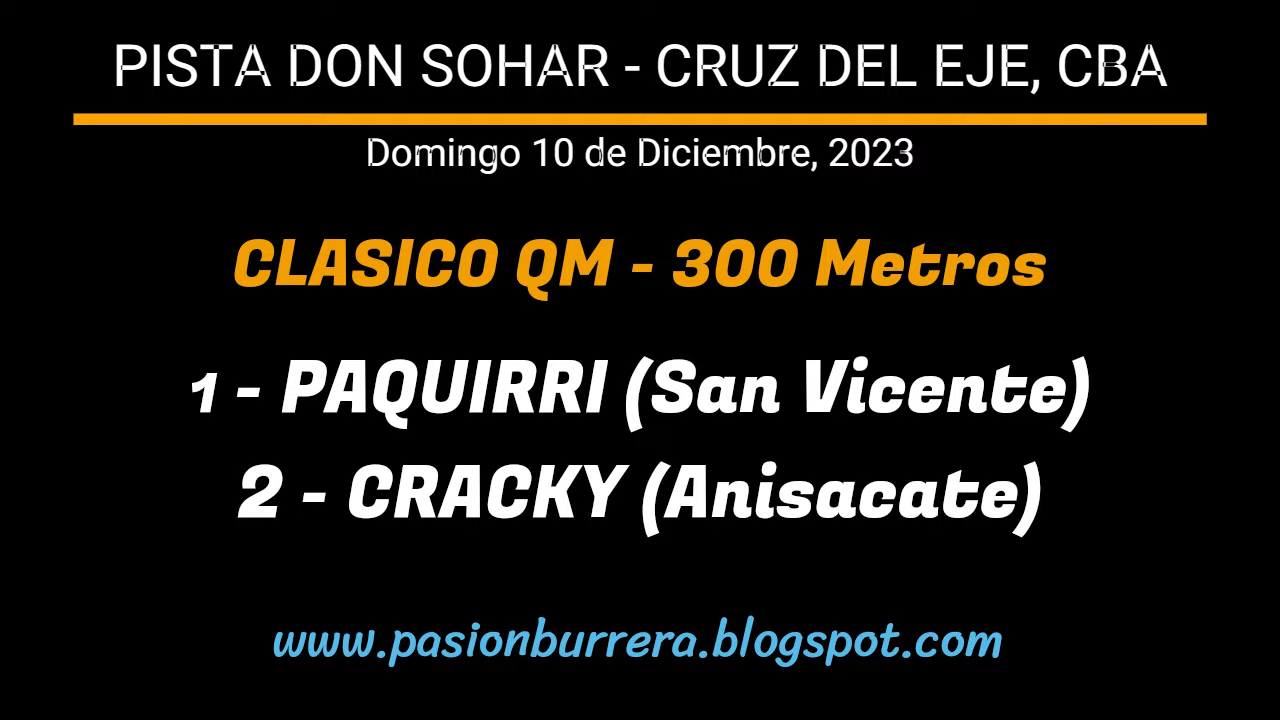 PISTA DON SOHAR - CRUZ DEL EJE, CBA
Domingo 10 de Diciembre, 2023
CLASICO QM - 300 Metros
1 - PAQUIRRI (San Vicente)
2 - CRACKY (Anisacate)
www.pasionburrera.blogspot.com